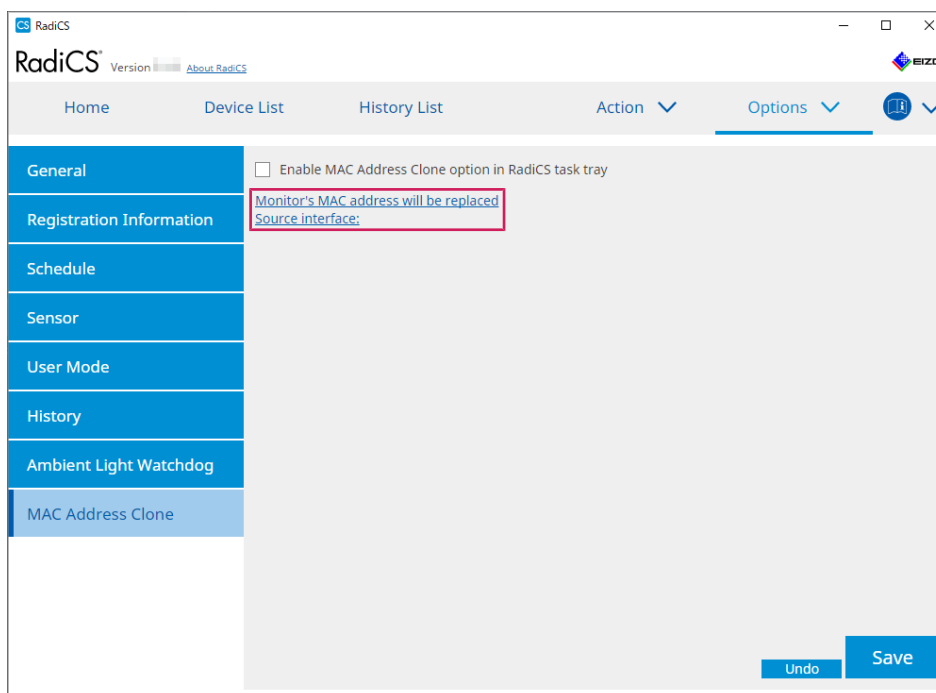 CS RadiCS
RadiCS® Version About RadiCS
Home Device List History List Action Options
General
Registration Information
Schedule
Sensor
User Mode
History
Ambient Light Watchdog
MAC Address Clone
Enable MAC Address Clone option in RadiCS task tray
Monitor's MAC address will be replaced
Source interface:
Undo
Save